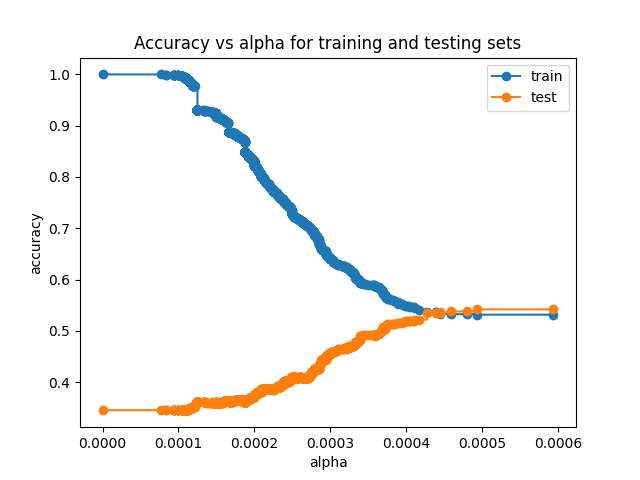 Accuracy vs alpha for training and testing sets
train
test
1.0
0.9
0.8
0.7
0.6
0.5
0.4
accuracy
0.0000 0.0001 0.0002 0.0003 0.0004 0.0005 0.0006
alpha